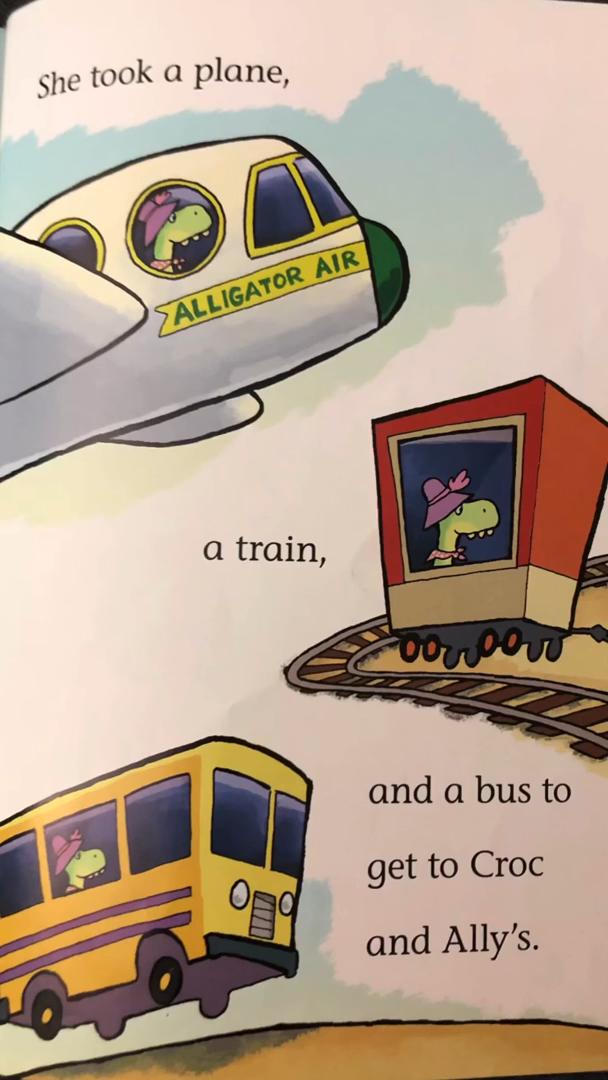 She took a plane,
ALLIGATOR AIR
a train,
and a bus to
get to Croc
and Ally's.